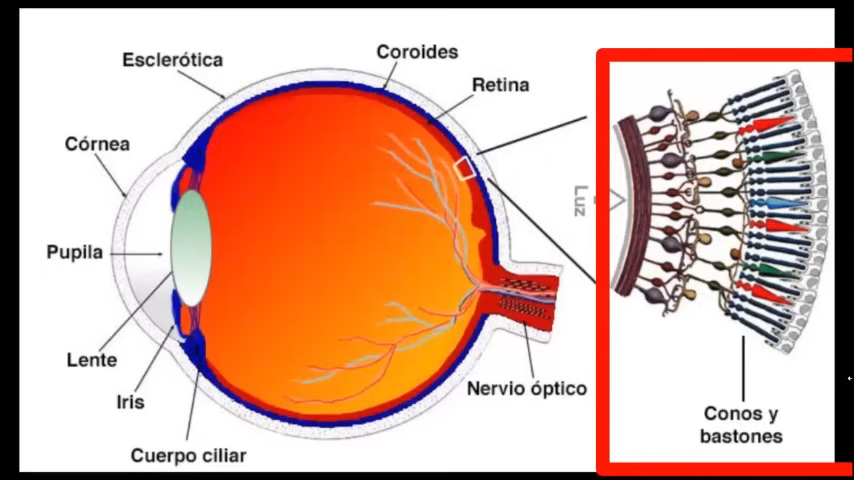 Esclerótica
Coroides
Retina
Córnea
Luz
Pupila
Lente
Iris
Nervio óptico
Conos y
bastones
Cuerpo ciliar